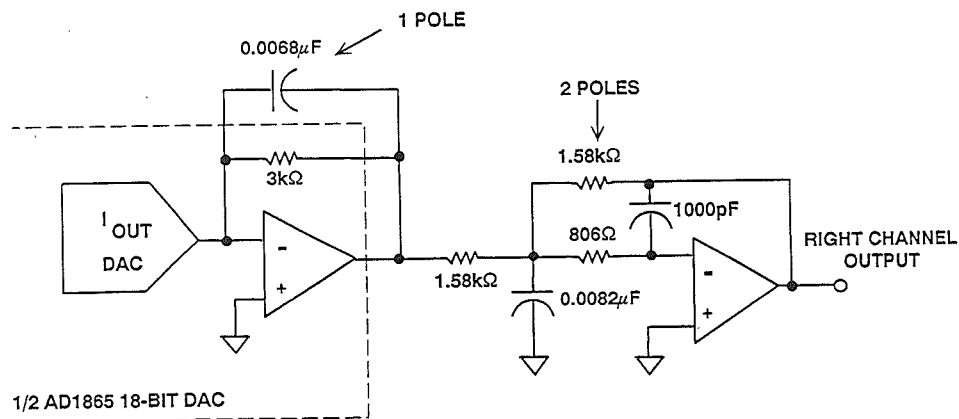 1 POLE
0.0068μF
2 POLES
1.58kΩ
3kΩ
1000pF
I OUT
DAC
-
+
806Ω
-
+
RIGHT CHANNEL
OUTPUT
1.58kΩ
0.0082μF
1/2 AD1865 18-BIT DAC